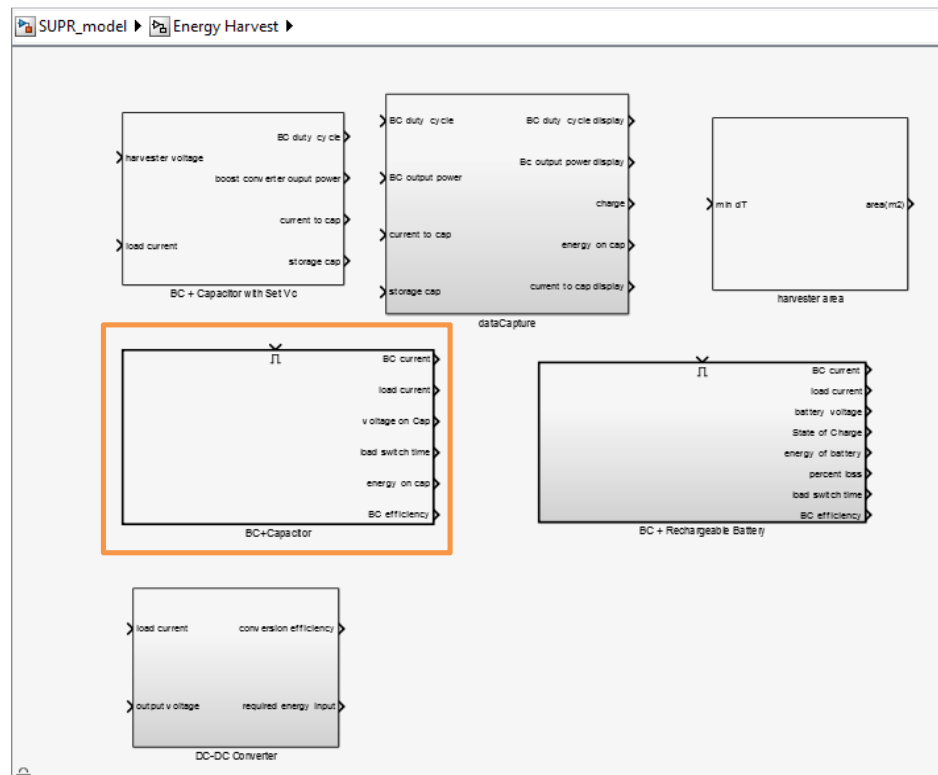 SUPR_model Energy Harvest
harvester voltage
load current
BC duty cycle
boost converter ouput power
current to cap
storage cap
BC + Capacitor with Set Vc
BC duty cycle
BC output power
current to cap
storage cap
BC duty cycle display
Bc output power display
charge
energy on cap
current to cap display
dataCapture
min dT
area(m2)
harvester area
BC current
load current
voltage on Cap
load switch time
energy on cap
BC efficiency
BC+Capacitor
BC current
load current
battery voltage
State of Charge
energy of battery
percent loss
load switch time
BC efficiency
BC + Rechargeable Battery
load current
output voltage
conversion efficiency
required energy input
DC-DC Converter